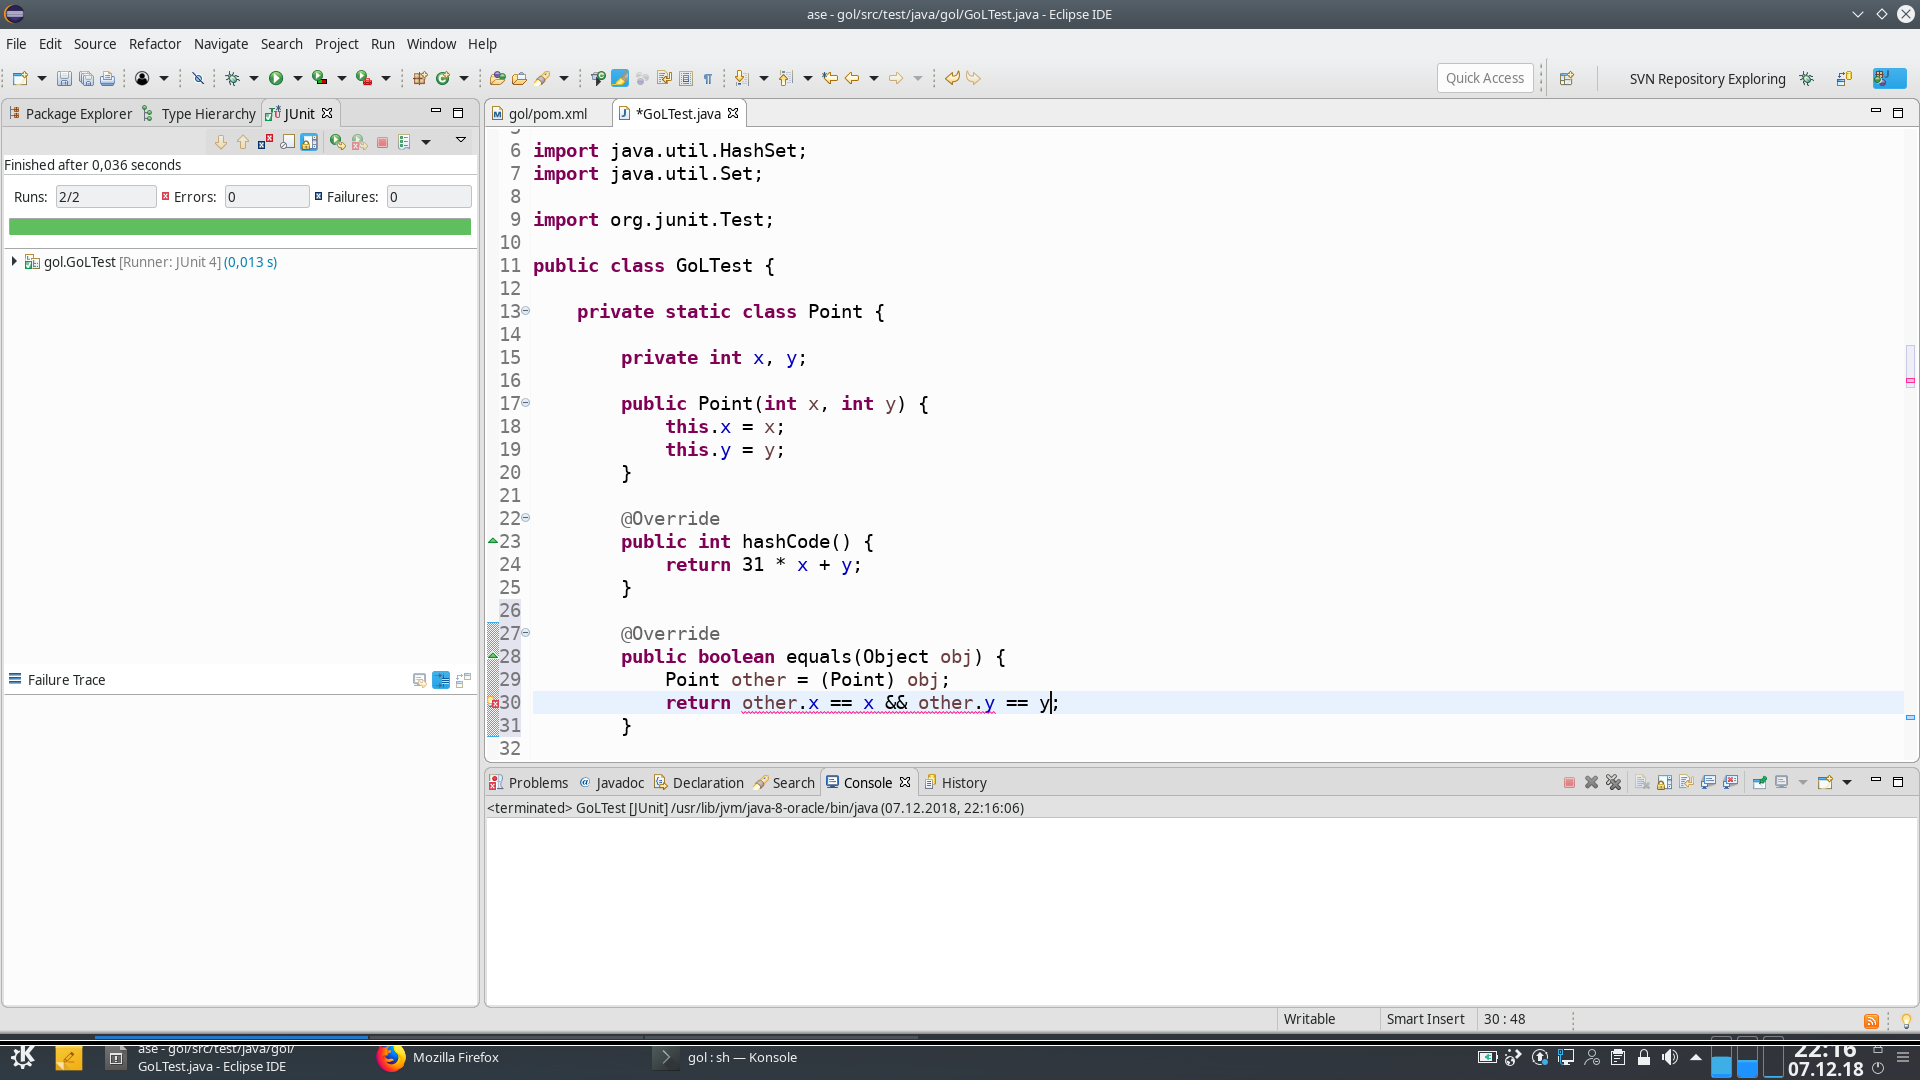 ase - gol/src/test/java/gol/GoLTest.java - Eclipse IDE
File Edit Source Refactor Navigate Search Project Run Window Help
Quick Access
SVN Repository Exploring
Package Explorer Type Hierarchy JUnit
Finished after 0,036 seconds
Runs: 2/2 Errors: 0 Failures: 0
gol.GoLTest [Runner: JUnit 4] (0,013 s)
Failure Trace
gol/pom.xml *GoLTest.java
6 import java.util.HashSet;
7 import java.util.Set;
8
9 import org.junit.Test;
10
11 public class GoLTest {
12
13 private static class Point {
14
15 private int x, y;
16
17 public Point(int x, int y) {
18 this.x = x;
19 this.y = y;
20 }
21
22 @Override
23 public int hashCode() {
24 return 31 * x + y;
25 }
26
27 @Override
28 public boolean equals(Object obj) {
29 Point other = (Point) obj;
30 return other.x == x && other.y == y;
31 }
32
Problems Javadoc Declaration Search Console History
<terminated> GoLTest [JUnit] /usr/lib/jvm/java-8-oracle/bin/java (07.12.2018, 22:16:06)
Writable Smart Insert 30 : 48
ase - gol/src/test/java/gol/
GoLTest.java - Eclipse IDE
Mozilla Firefox
gol : sh — Konsole
22:16
07.12.18